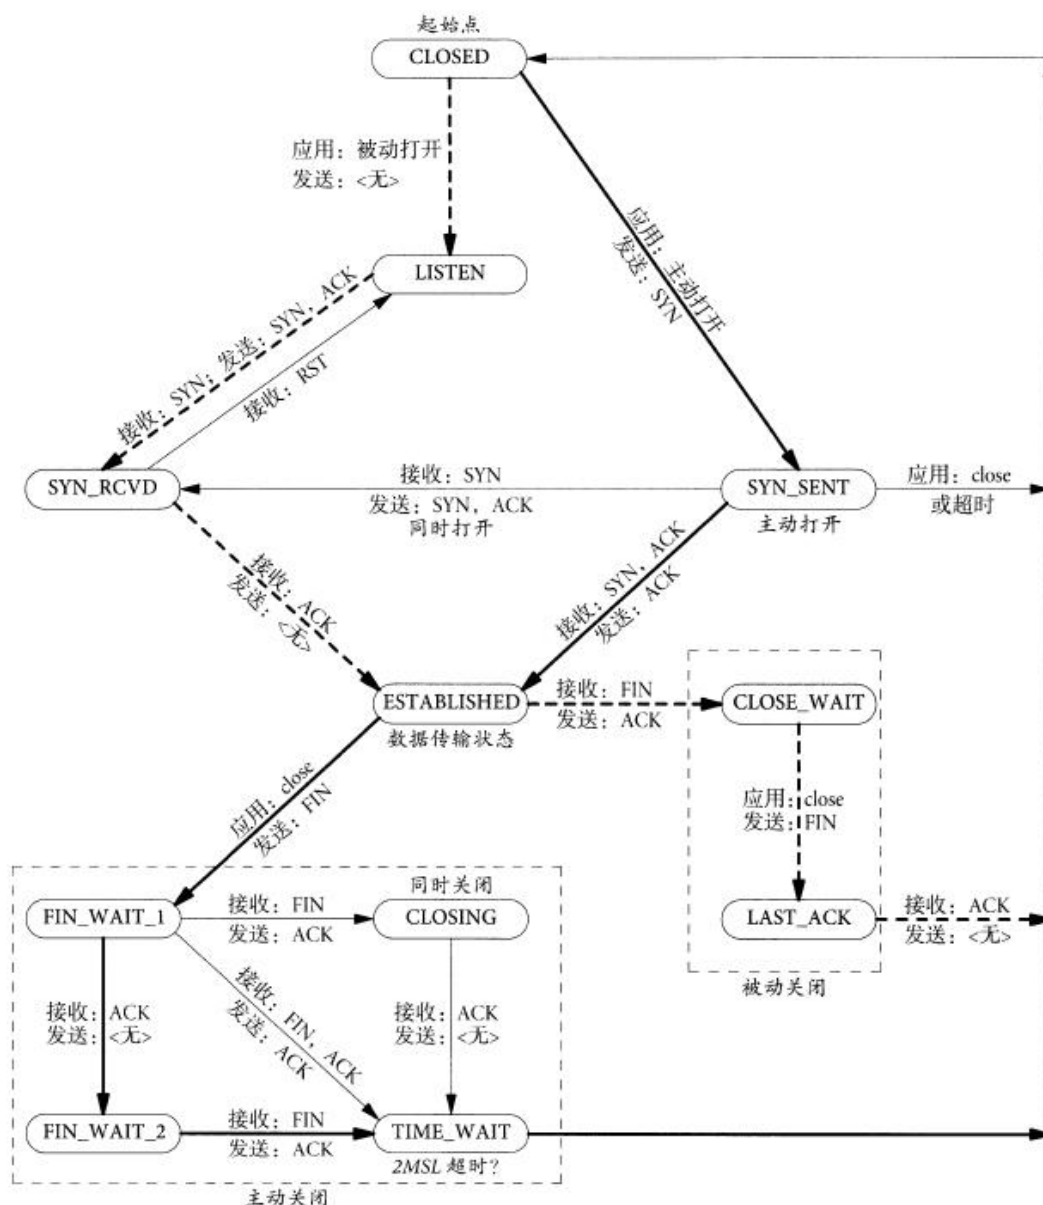 起始点
CLOSED
应用：被动打开
发送：<无>
应用：主动打开
发送：SYN
LISTEN
接收：SYN；发送：SYN，ACK
接收：RST
SYN_RCVD
接收：SYN
发送：SYN，ACK
同时打开
SYN_SENT
主动打开
应用：close
或超时
接收：ACK
发送：<无>
接收：SYN，ACK
发送：ACK
ESTABLISHED
数据传输状态
接收：FIN
发送：ACK
CLOSE_WAIT
应用：close
发送：FIN
应用：close
发送：FIN
LAST_ACK
接收：ACK
发送：<无>
被动关闭
同时关闭
FIN_WAIT_1
接收：FIN
发送：ACK
CLOSING
接收：ACK
发送：<无>
接收：FIN，ACK
发送：ACK
接收：ACK
发送：<无>
FIN_WAIT_2
接收：FIN
发送：ACK
TIME_WAIT
2MSL 超时？
主动关闭